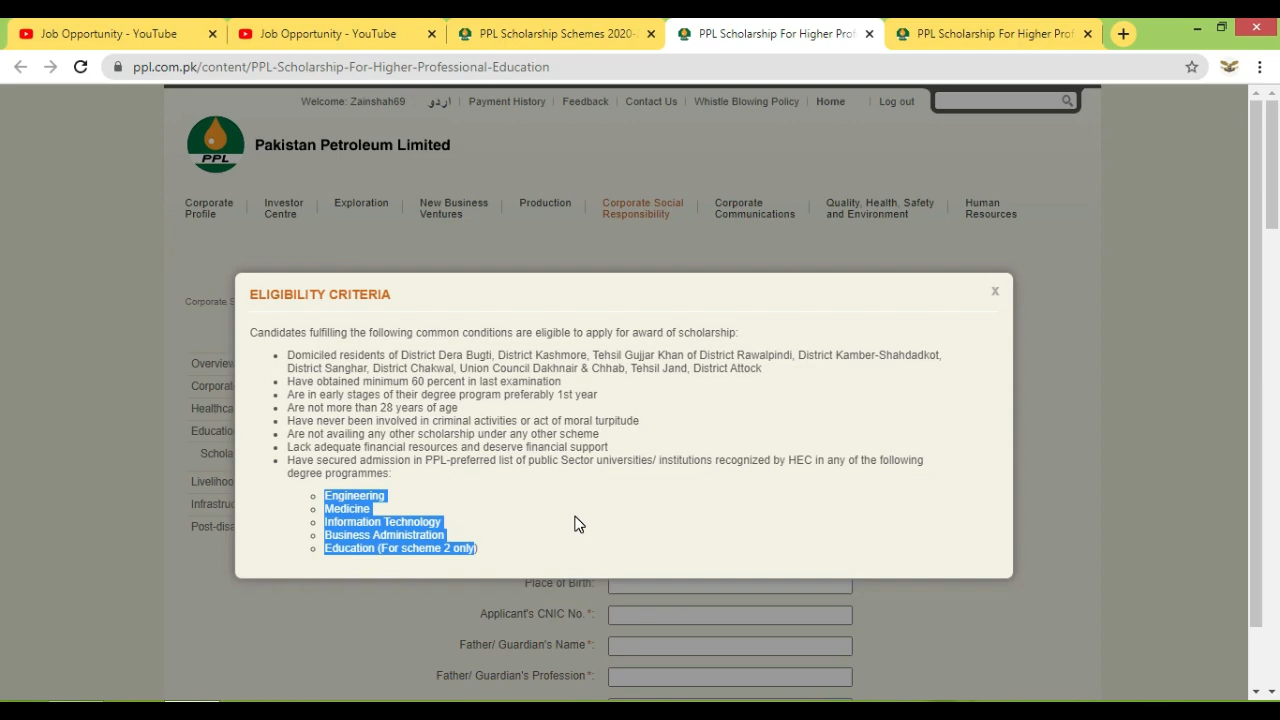 Job Opportunity - YouTube
Job Opportunity - YouTube
PPL Scholarship Schemes 2020-
PPL Scholarship For Higher Prof
PPL Scholarship For Higher Prof
ppl.com.pk/content/PPL-Scholarship-For-Higher-Professional-Education
Welcome: Zainshah69 اردو Payment History Feedback Contact Us Whistle Blowing Policy Home Log out
PPL
Pakistan Petroleum Limited
Corporate Profile
Investor Centre
Exploration
New Business Ventures
Production
Corporate Social Responsibility
Corporate Communications
Quality, Health, Safety and Environment
Human Resources
Corporate S
ELIGIBILITY CRITERIA
x
Candidates fulfilling the following common conditions are eligible to apply for award of scholarship:
Domiciled residents of District Dera Bugti, District Kashmore, Tehsil Gujjar Khan of District Rawalpindi, District Kamber-Shahdadkot,
District Sanghar, District Chakwal, Union Council Dakhnair & Chhab, Tehsil Jand, District Attock
Have obtained minimum 60 percent in last examination
Are in early stages of their degree program preferably 1st year
Are not more than 28 years of age
Have never been involved in criminal activities or act of moral turpitude
Are not availing any other scholarship under any other scheme
Lack adequate financial resources and deserve financial support
Have secured admission in PPL-preferred list of public Sector universities/ institutions recognized by HEC in any of the following
degree programmes:
Engineering
Medicine
Information Technology
Business Administration
Education (For scheme 2 only)
Overview
Corporat
Healthca
Educatio
Schola
Livelihoo
Infrastruc
Post-disa
Place of Birth:
Applicant's CNIC No.*:
Father/ Guardian's Name*:
Father/ Guardian's Profession*: